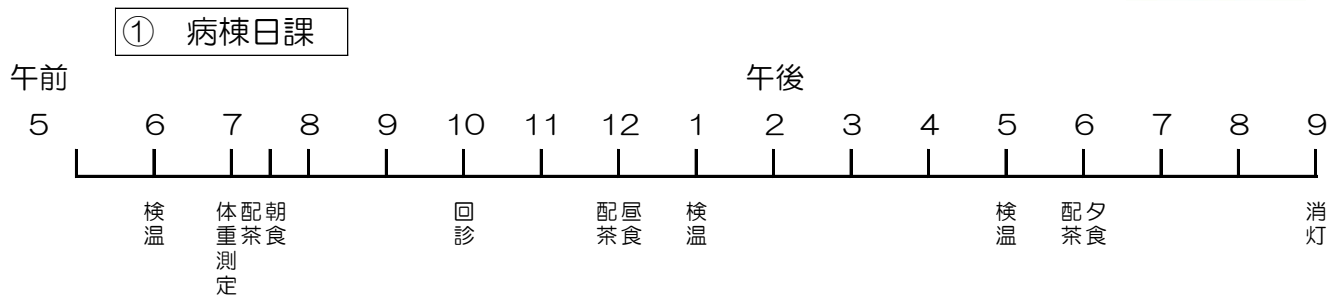 ① 病棟日課
午前
午後
5 6 7 8 9 10 11 12 1 2 3 4 5 6 7 8 9
検温
体重測定
配茶
朝食
回診
配茶
昼食
検温
検温
配茶
夕食
消灯